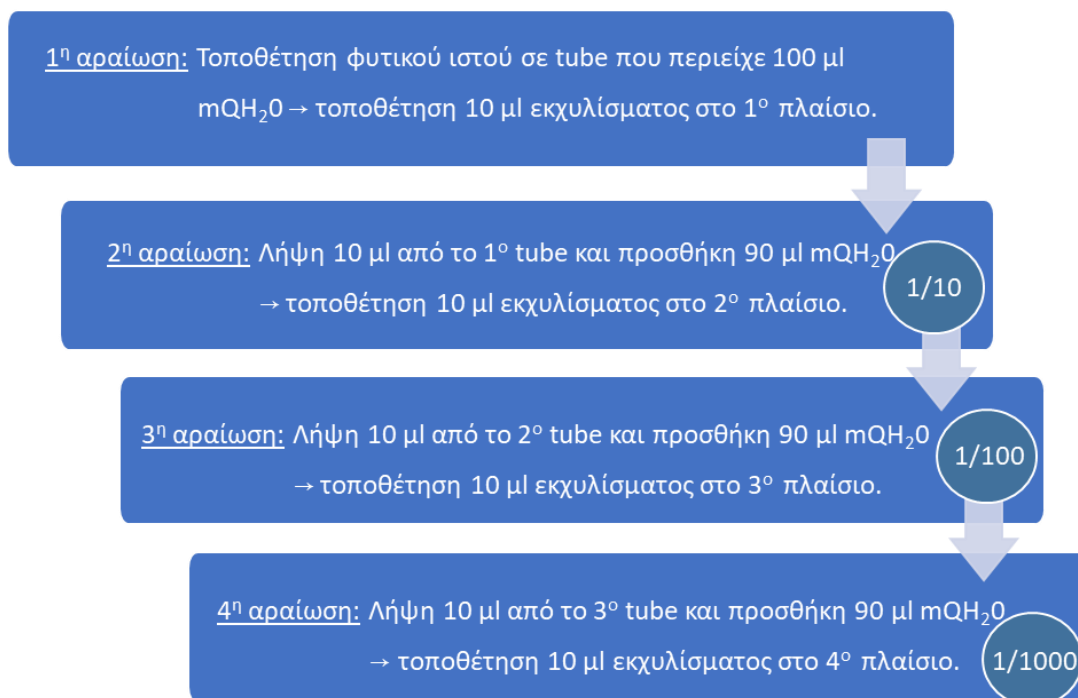 1η αραίωση: Τοποθέτηση φυτικού ιστού σε tube που περιείχε 100 μl
mQH₂0 → τοποθέτηση 10 μl εκχυλίσματος στο 1ο πλαίσιο.
2η αραίωση: Λήψη 10 μl από το 1ο tube και προσθήκη 90 μl mQH₂0
→ τοποθέτηση 10 μl εκχυλίσματος στο 2ο πλαίσιο.
1/10
3η αραίωση: Λήψη 10 μl από το 2ο tube και προσθήκη 90 μl mQH₂0
→ τοποθέτηση 10 μl εκχυλίσματος στο 3ο πλαίσιο.
1/100
4η αραίωση: Λήψη 10 μl από το 3ο tube και προσθήκη 90 μl mQH₂0
→ τοποθέτηση 10 μl εκχυλίσματος στο 4ο πλαίσιο.
1/1000